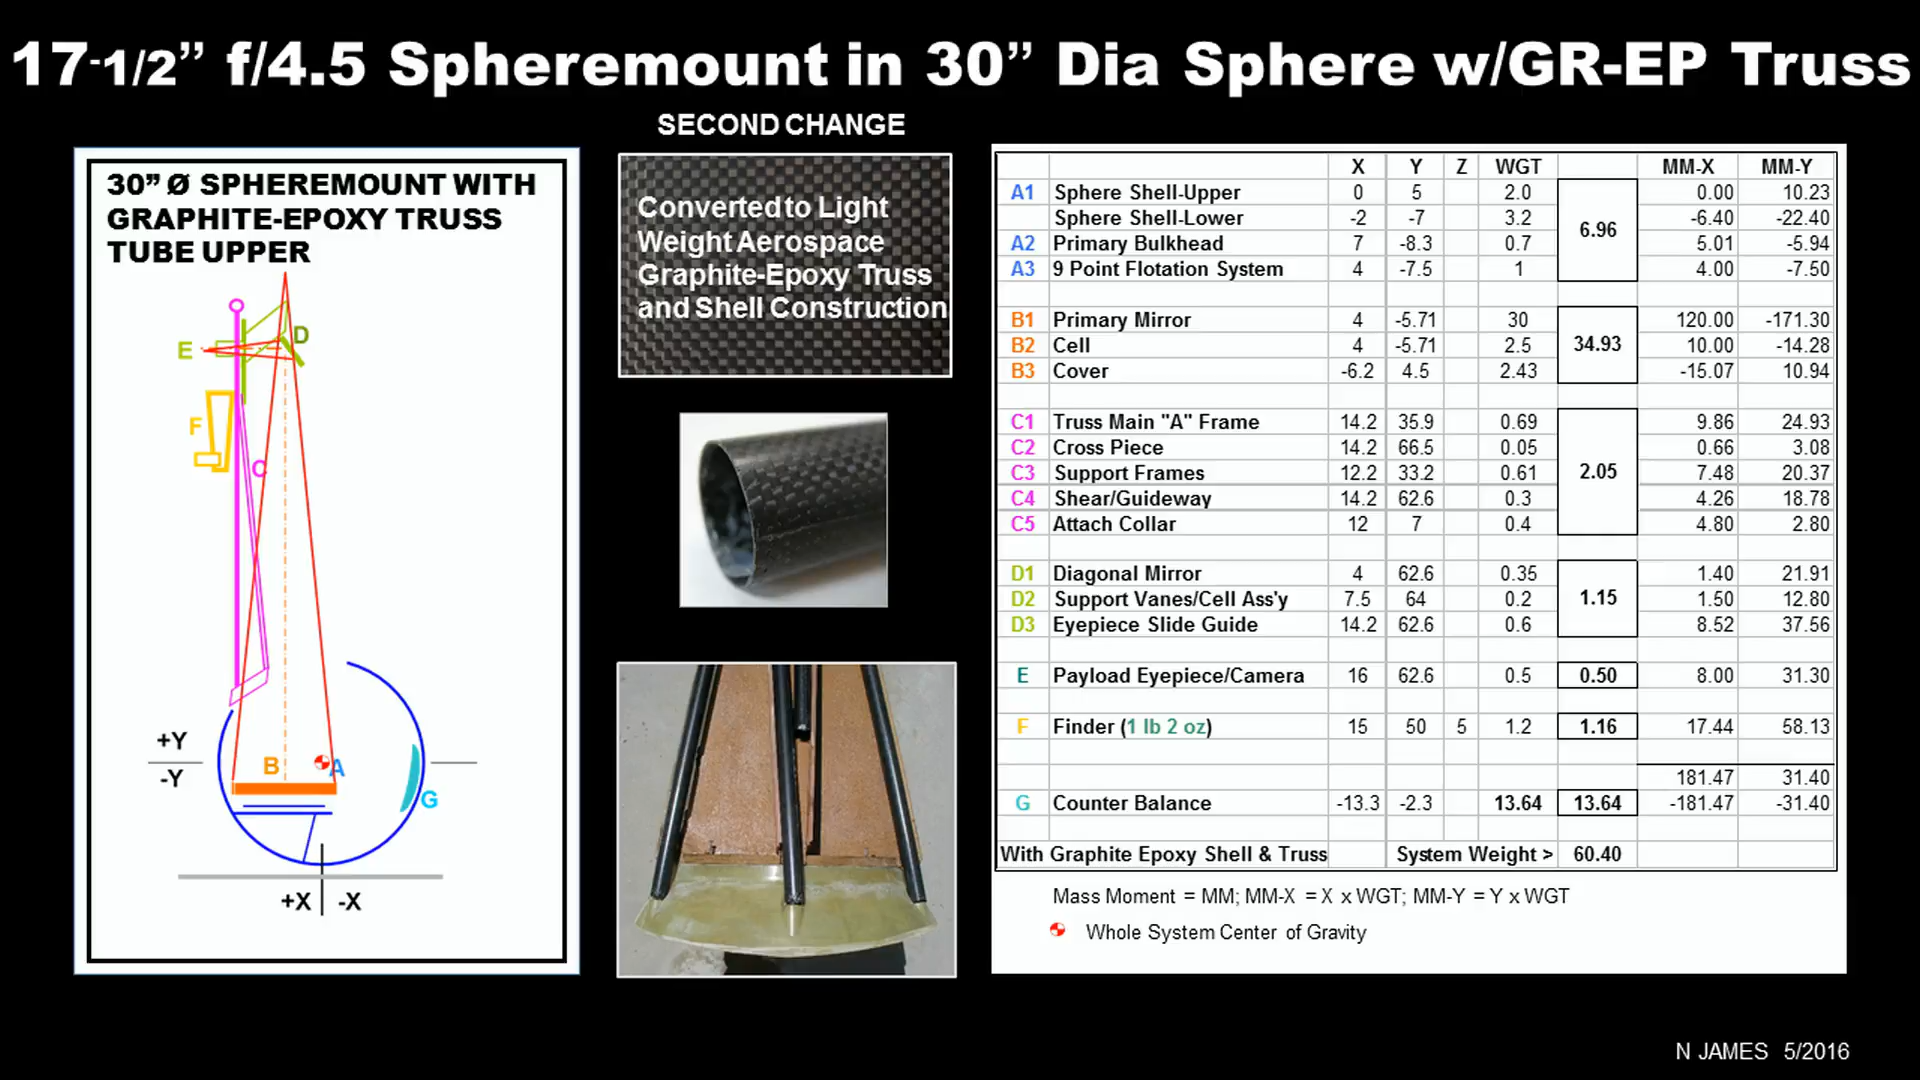 17-1/2” f/4.5 Spheremount in 30” Dia Sphere w/GR-EP Truss
SECOND CHANGE
30” Ø SPHEREMOUNT WITH
GRAPHITE-EPOXY TRUSS
TUBE UPPER
E
D
F
C
+Y
-Y
B
A
G
+X
-X
Converted to Light
Weight Aerospace
Graphite-Epoxy Truss
and Shell Construction
X Y Z WGT MM-X MM-Y
A1 Sphere Shell-Upper 0 5 2.0 0.00 10.23
Sphere Shell-Lower -2 -7 3.2 6.96 -6.40 -22.40
A2 Primary Bulkhead 7 -8.3 0.7 5.01 -5.94
A3 9 Point Flotation System 4 -7.5 1 4.00 -7.50
B1 Primary Mirror 4 -5.71 30 120.00 -171.30
B2 Cell 4 -5.71 2.5 34.93 10.00 -14.28
B3 Cover -6.2 4.5 2.43 -15.07 10.94
C1 Truss Main "A" Frame 14.2 35.9 0.69 9.86 24.93
C2 Cross Piece 14.2 66.5 0.05 0.66 3.08
C3 Support Frames 12.2 33.2 0.61 2.05 7.48 20.37
C4 Shear/Guideway 14.2 62.6 0.3 4.26 18.78
C5 Attach Collar 12 7 0.4 4.80 2.80
D1 Diagonal Mirror 4 62.6 0.35 1.40 21.91
D2 Support Vanes/Cell Ass'y 7.5 64 0.2 1.15 1.50 12.80
D3 Eyepiece Slide Guide 14.2 62.6 0.6 8.52 37.56
E Payload Eyepiece/Camera 16 62.6 0.5 0.50 8.00 31.30
F Finder (1 lb 2 oz) 15 50 5 1.2 1.16 17.44 58.13
181.47 31.40
G Counter Balance -13.3 -2.3 13.64 13.64 -181.47 -31.40
With Graphite Epoxy Shell & Truss System Weight > 60.40
Mass Moment = MM; MM-X = X x WGT; MM-Y = Y x WGT
Whole System Center of Gravity
N JAMES 5/2016